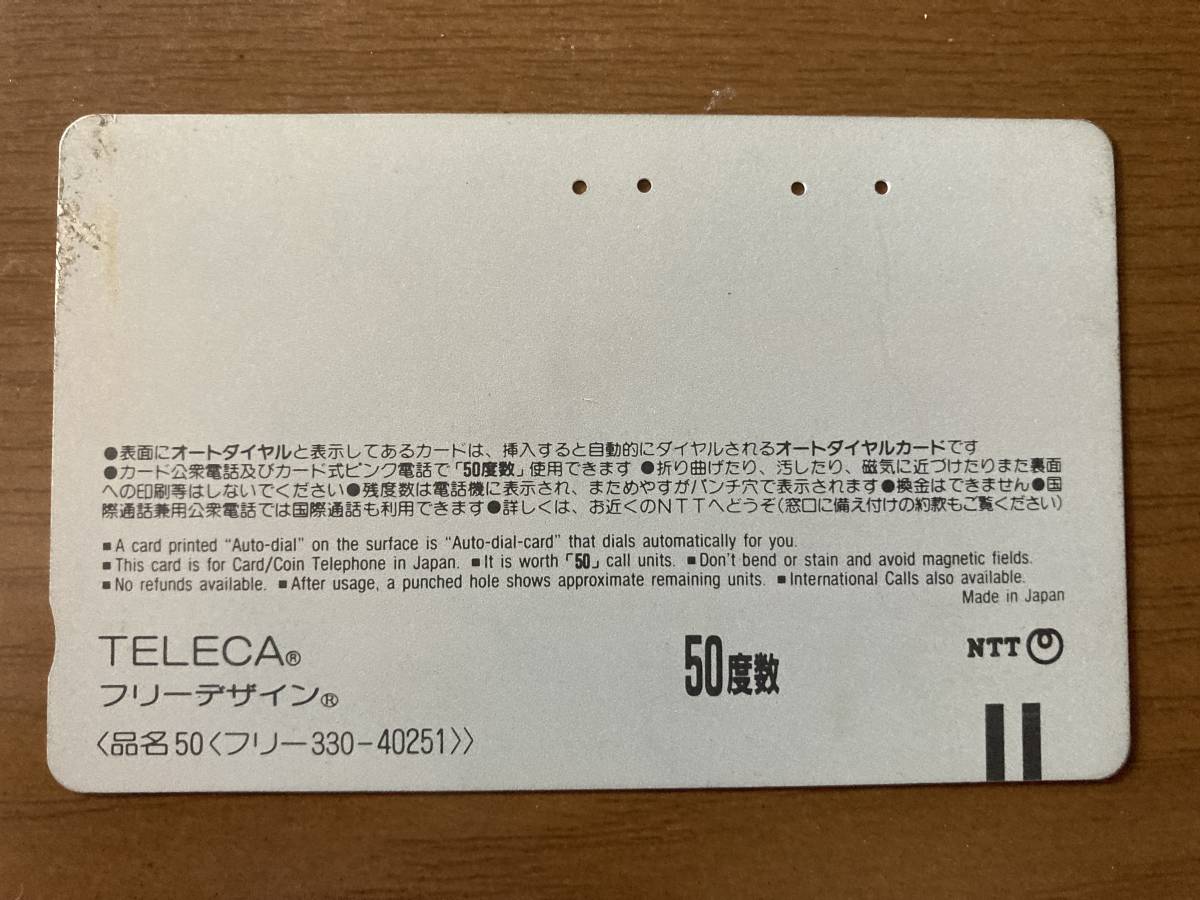 ●表面にオートダイヤルと表示してあるカードは、挿入すると自動的にダイヤルされるオートダイヤルカードです
●カード公衆電話及びカード式ピンク電話で「50度数」使用できます ●折り曲げたり、汚したり、磁気に近づけたりまた裏面
への印刷等はしないでください●残度数は電話機に表示され、まためやすがパンチ穴で表示されます●換金はできません●国
際通話兼用公衆電話では国際通話も利用できます●詳しくは、お近くのNTTへどうぞ(窓口に備え付けの約款もご覧ください)
■A card printed “Auto-dial” on the surface is “Auto-dial-card” that dials automatically for you.
■This card is for Card/Coin Telephone in Japan. ■It is worth「50」call units. ■Don't bend or stain and avoid magnetic fields.
■No refunds available. ■After usage, a punched hole shows approximate remaining units. ■International Calls also available.
Made in Japan
TELECA®
50度数
NTT
フリーデザイン®
〈品名50〈フリー330-40251〉〉